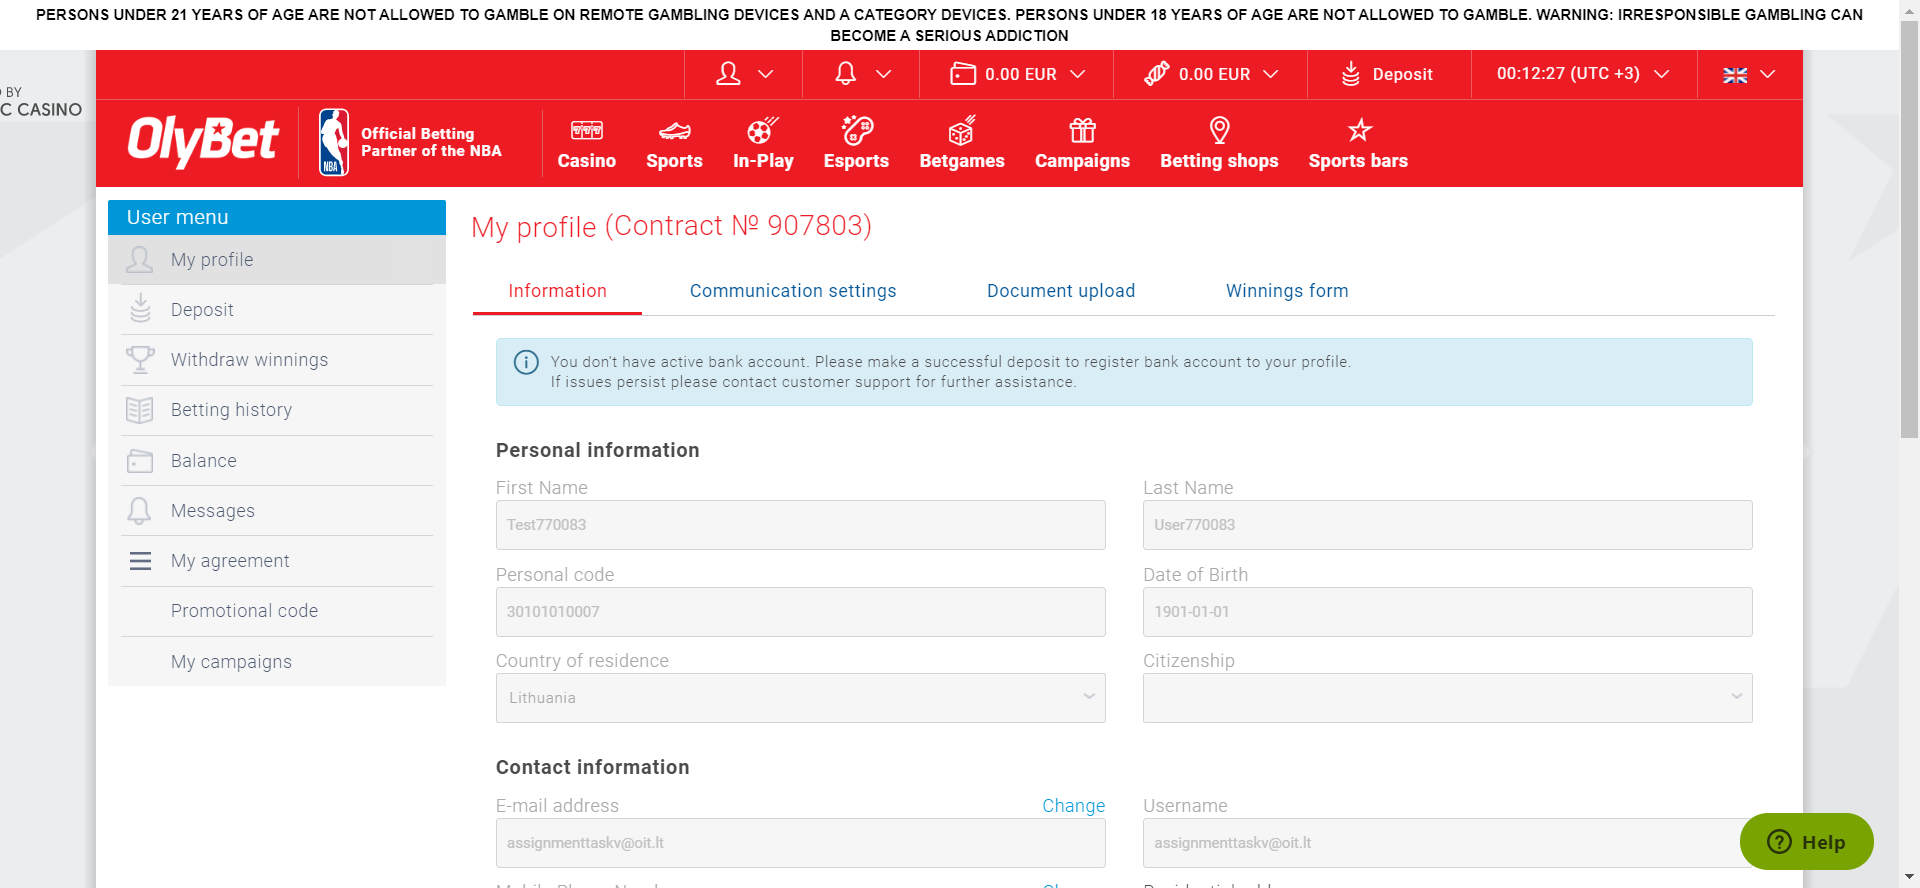 PERSONS UNDER 21 YEARS OF AGE ARE NOT ALLOWED TO GAMBLE ON REMOTE GAMBLING DEVICES AND A CATEGORY DEVICES. PERSONS UNDER 18 YEARS OF AGE ARE NOT ALLOWED TO GAMBLE. WARNING: IRRESPONSIBLE GAMBLING CAN
BECOME A SERIOUS ADDICTION
BY
C CASINO
0.00 EUR
0.00 EUR
Deposit
00:12:27 (UTC +3)
OlyBet
NBA
Official Betting
Partner of the NBA
Casino
Sports
In-Play
Esports
Betgames
Campaigns
Betting shops
Sports bars
User menu
My profile
Deposit
Withdraw winnings
Betting history
Balance
Messages
My agreement
Promotional code
My campaigns
My profile (Contract № 907803)
Information
Communication settings
Document upload
Winnings form
You don't have active bank account. Please make a successful deposit to register bank account to your profile.
If issues persist please contact customer support for further assistance.
Personal information
First Name
Last Name
Test770083
User770083
Personal code
Date of Birth
30101010007
1901-01-01
Country of residence
Citizenship
Lithuania
Contact information
E-mail address
Change
Username
assignmenttaskv@oit.lt
assignmenttaskv@oit.lt
Help